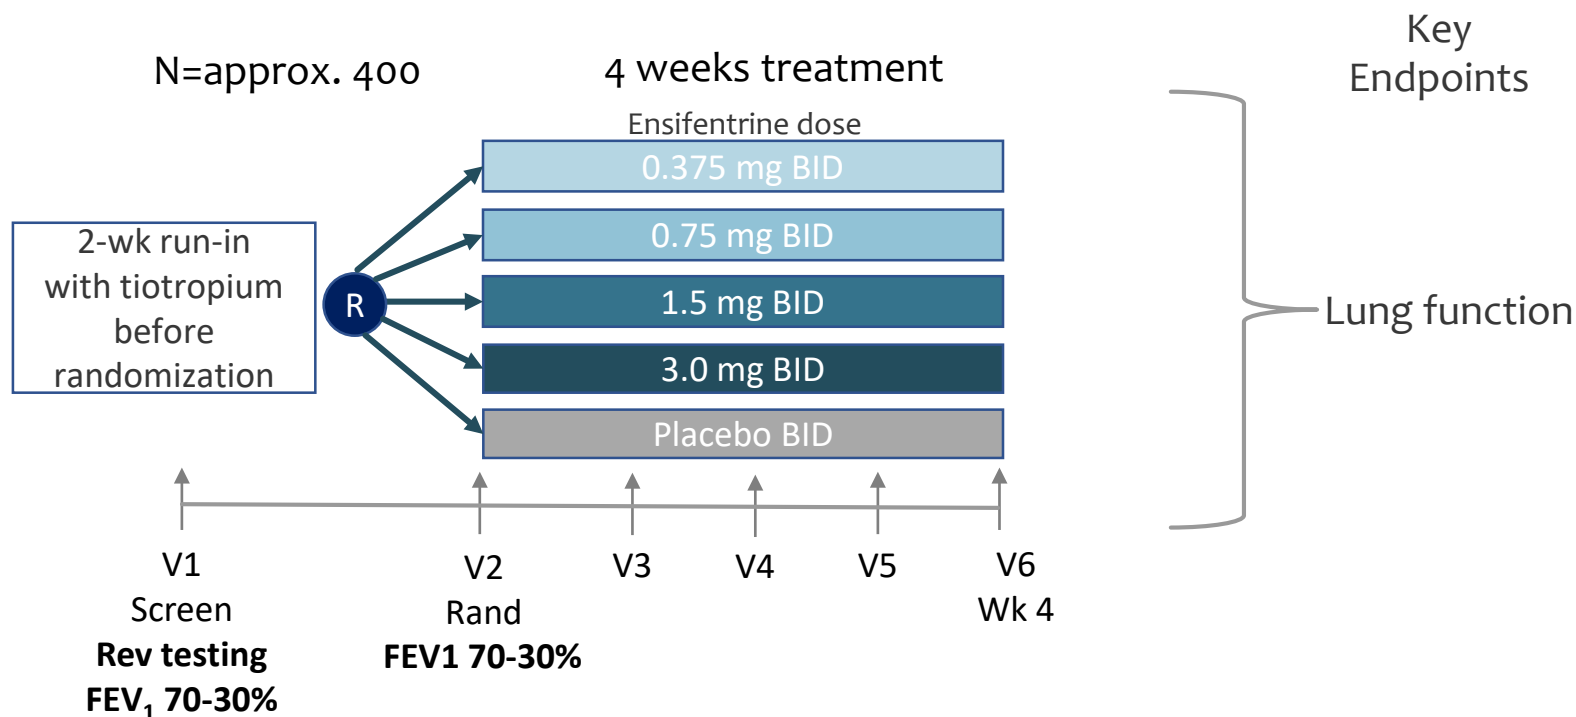 N=approx. 400
4 weeks treatment
Key
Endpoints
Ensifentrine dose
0.375 mg BID
0.75 mg BID
1.5 mg BID
3.0 mg BID
Placebo BID
2-wk run-in
with tiotropium
before
randomization
R
Lung function
V1
Screen
Rev testing
FEV₁ 70-30%
V2
Rand
FEV1 70-30%
V3
V4
V5
V6
Wk 4